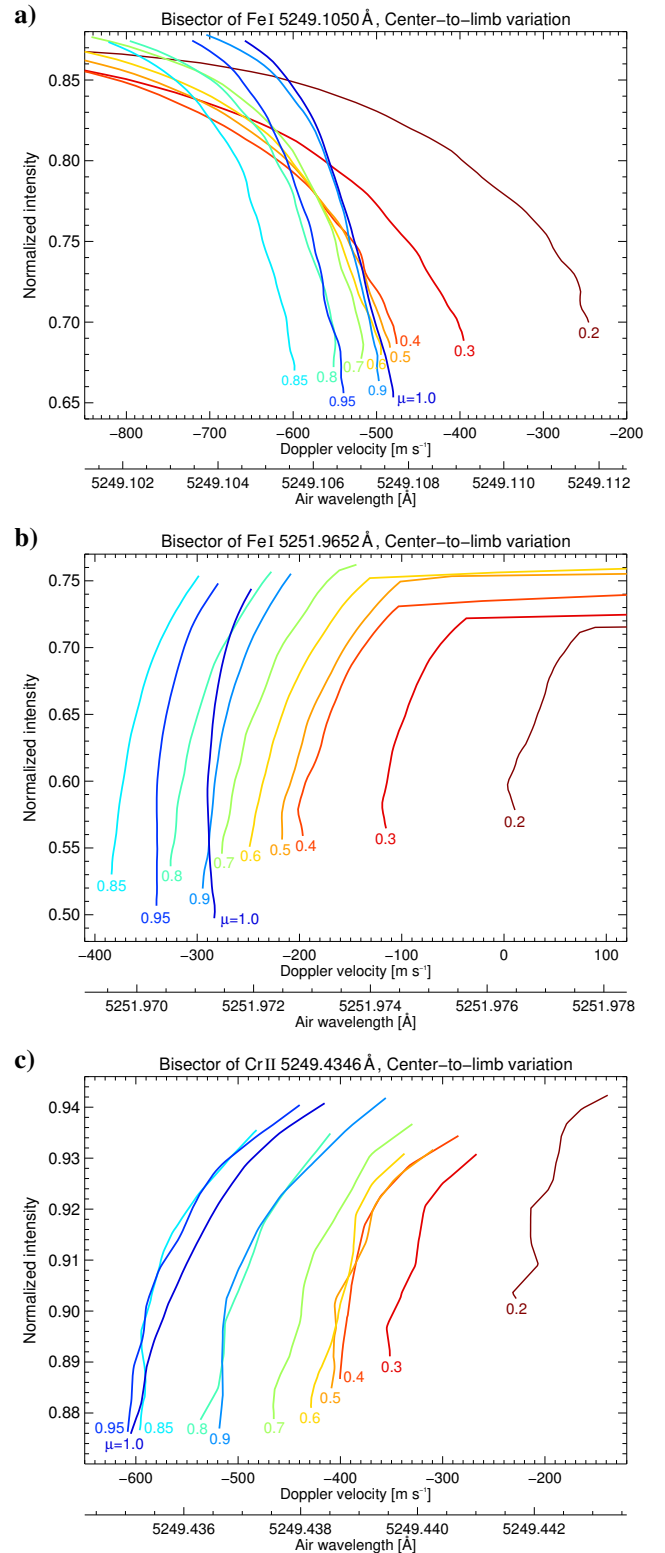 a)
Bisector of Fe I 5249.1050 Å, Center−to−limb variation
0.85
0.80
0.75
0.70
0.65
Normalized intensity
0.2
0.3
0.4
0.5
0.6
0.7
0.8
0.85
0.9
0.95
μ=1.0
−800 −700 −600 −500 −400 −300 −200
Doppler velocity [m s⁻¹]
5249.102 5249.104 5249.106 5249.108 5249.110 5249.112
Air wavelength [Å]
b)
Bisector of Fe I 5251.9652 Å, Center−to−limb variation
0.75
0.70
0.65
0.60
0.55
0.50
Normalized intensity
0.2
0.3
0.4
0.5
0.6
0.7
0.8
0.85
0.9
0.95
μ=1.0
−400 −300 −200 −100 0 100
Doppler velocity [m s⁻¹]
5251.970 5251.972 5251.974 5251.976 5251.978
Air wavelength [Å]
c)
Bisector of Cr II 5249.4346 Å, Center−to−limb variation
0.94
0.93
0.92
0.91
0.90
0.89
0.88
Normalized intensity
0.2
0.3
0.4
0.5
0.6
0.7
0.8
0.9
0.95
0.85
μ=1.0
−600 −500 −400 −300 −200
Doppler velocity [m s⁻¹]
5249.436 5249.438 5249.440 5249.442
Air wavelength [Å]